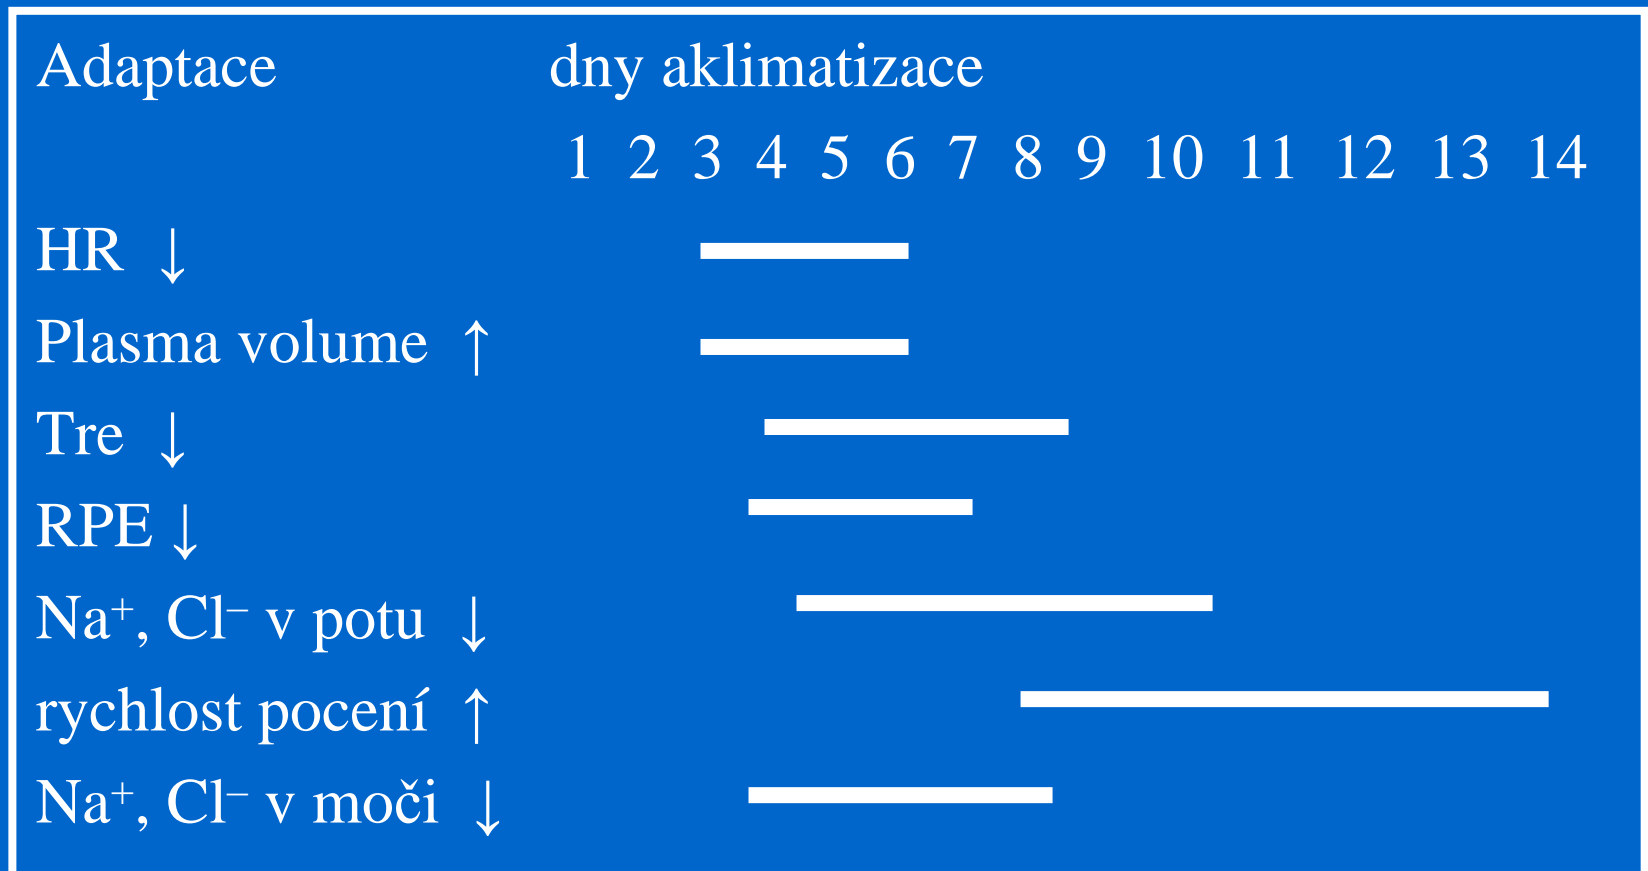 Adaptace dny aklimatizace
1 2 3 4 5 6 7 8 9 10 11 12 13 14
HR ↓
Plasma volume ↑
Tre ↓
RPE ↓
Na⁺, Cl⁻ v potu ↓
rychlost pocení ↑
Na⁺, Cl⁻ v moči ↓